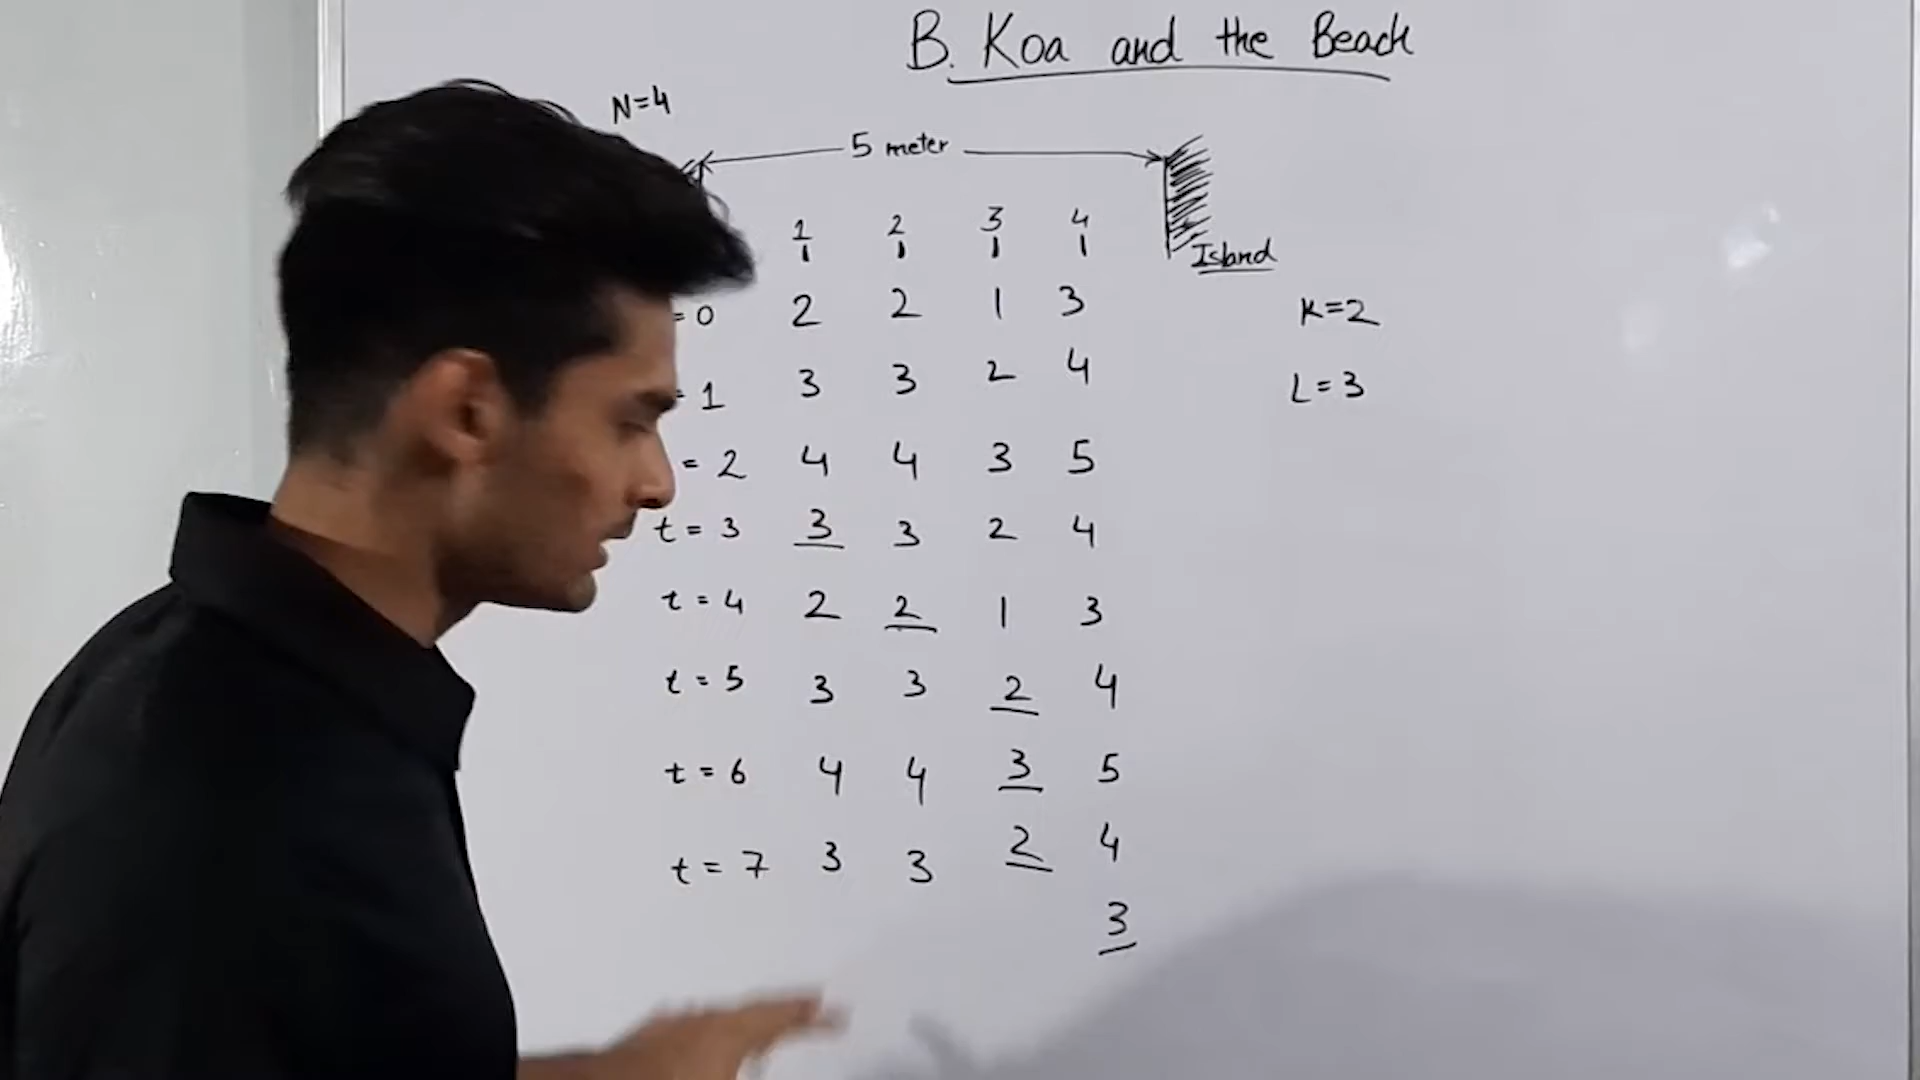 B. Koa and the Beach
N=4
5 meter
1 2 3 4
Island
= 0 2 2 1 3
K=2
= 1 3 3 2 4
L=3
= 2 4 4 3 5
t = 3 3 3 2 4
t = 4 2 2 1 3
t = 5 3 3 2 4
t = 6 4 4 3 5
t = 7 3 3 2 4
3